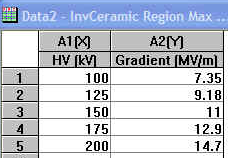 Data2 - InvCeramic Region Max ...
A1(X) A2(Y)
HV (kV) Gradient (MV/m)
1 100 7.35
2 125 9.18
3 150 11
4 175 12.9
5 200 14.7